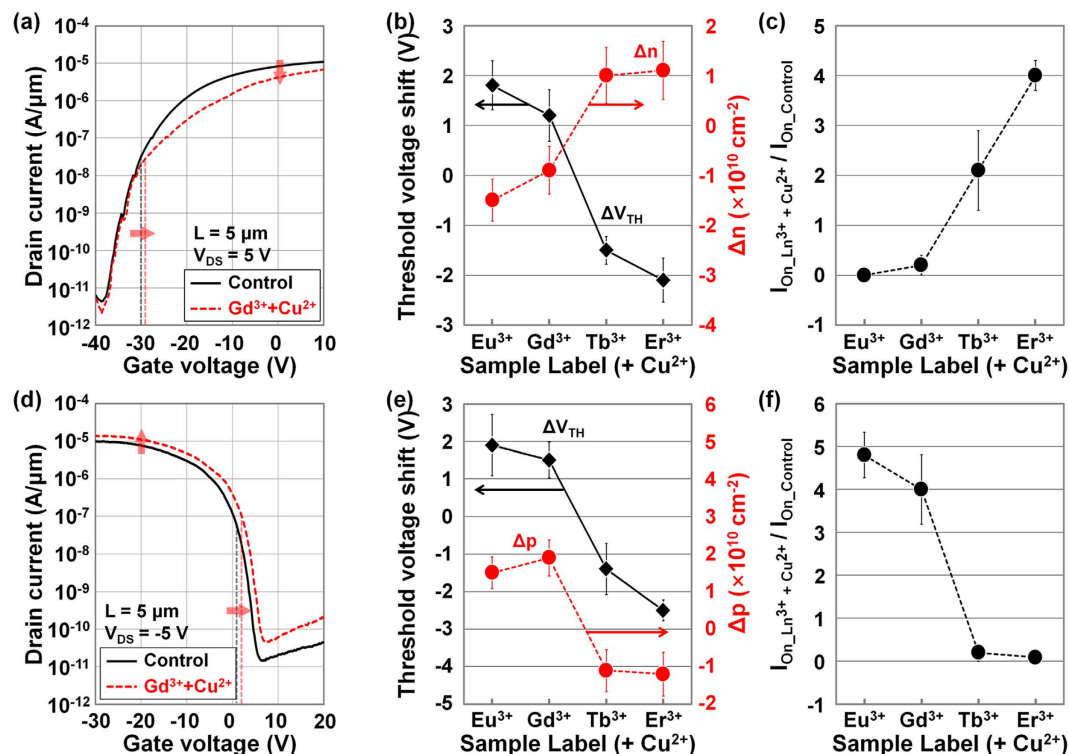 (a)
10⁻⁴
10⁻⁵
10⁻⁶
10⁻⁷
10⁻⁸
10⁻⁹
10⁻¹⁰
10⁻¹¹
10⁻¹²
Drain current (A/μm)
L = 5 μm
V_DS = 5 V
Control
Gd³⁺+Cu²⁺
-40 -30 -20 -10 0 10
Gate voltage (V)
(b)
3
2
1
0
-1
-2
-3
Threshold voltage shift (V)
Δn
ΔV_TH
2
1
0
-1
-2
-3
-4
Δn (×10¹⁰ cm⁻²)
Eu³⁺ Gd³⁺ Tb³⁺ Er³⁺
Sample Label (+ Cu²⁺)
(c)
5
4
3
2
1
0
-1
I_On_Ln³⁺ + Cu²⁺ / I_On_Control
Eu³⁺ Gd³⁺ Tb³⁺ Er³⁺
Sample Label (+ Cu²⁺)
(d)
10⁻⁴
10⁻⁵
10⁻⁶
10⁻⁷
10⁻⁸
10⁻⁹
10⁻¹⁰
10⁻¹¹
10⁻¹²
Drain current (A/μm)
L = 5 μm
V_DS = -5 V
Control
Gd³⁺+Cu²⁺
-30 -20 -10 0 10 20
Gate voltage (V)
(e)
3
2
1
-1
-2
-4
-5
Threshold voltage shift (V)
ΔV_TH
Δp
6
5
4
3
2
1
0
-1
-2
Δp (×10¹⁰ cm⁻²)
Eu³⁺ Gd³⁺ Tb³⁺ Er³⁺
Sample Label (+ Cu²⁺)
(f)
6
5
4
3
2
1
0
-1
I_On_Ln³⁺ + Cu²⁺ / I_On_Control
Eu³⁺ Gd³⁺ Tb³⁺ Er³⁺
Sample Label (+ Cu²⁺)